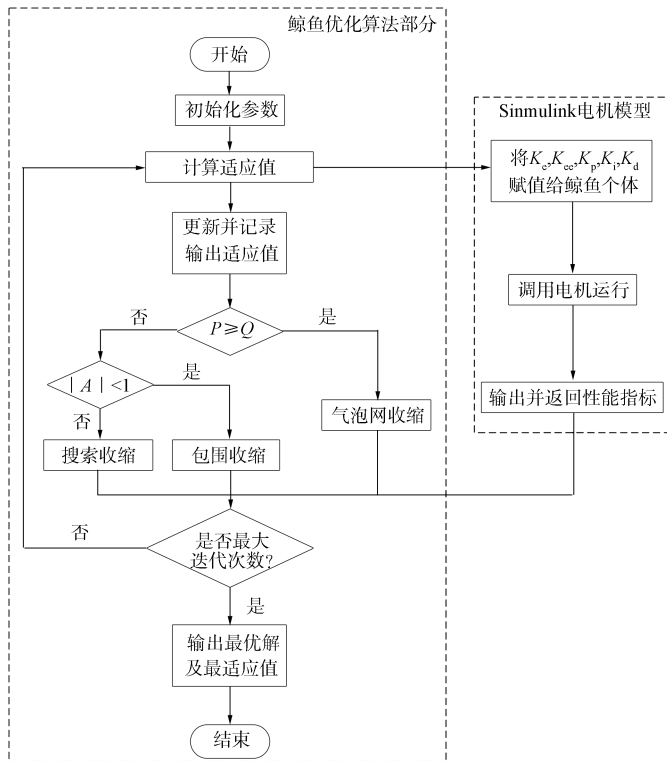 鲸鱼优化算法部分
开始
初始化参数
计算适应值
更新并记录
输出适应值
P≥Q
否
是
|A|<1
是
否
气泡网收缩
搜索收缩
包围收缩
否
是否最大
迭代次数?
是
输出最优解
及最适应值
结束
Sinmulink电机模型
将Ke,Kec,Kp,Ki,Kd
赋值给鲸鱼个体
调用电机运行
输出并返回性能指标